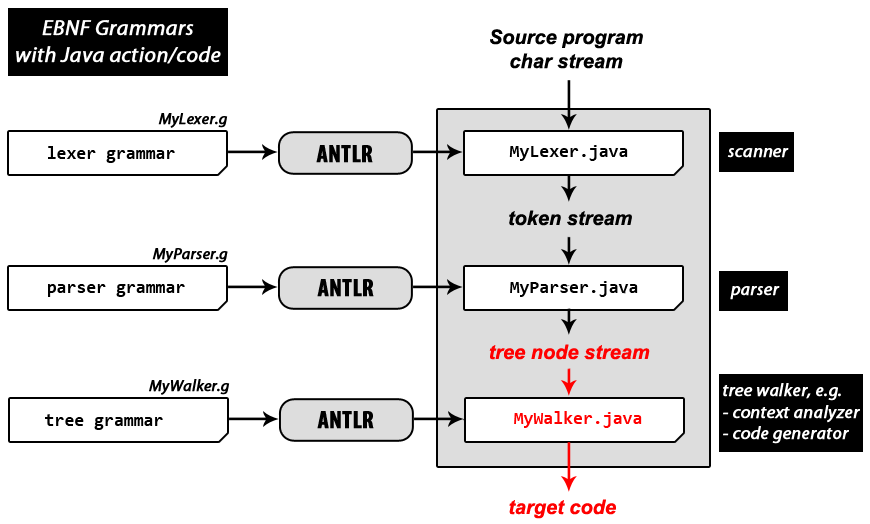 EBNF Grammars
with Java action/code
Source program
char stream
MyLexer.g
lexer grammar
ANTLR
MyLexer.java
scanner
token stream
MyParser.g
parser grammar
ANTLR
MyParser.java
parser
tree node stream
MyWalker.g
tree grammar
ANTLR
MyWalker.java
tree walker, e.g.
- context analyzer
- code generator
target code